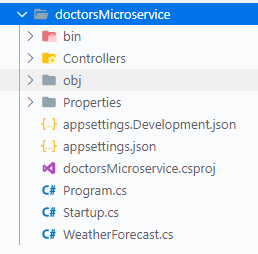 doctorsMicroservice
bin
Controllers
obj
Properties
{..} appsettings.Development.json
{..} appsettings.json
doctorsMicroservice.csproj
C# Program.cs
C# Startup.cs
C# WeatherForecast.cs